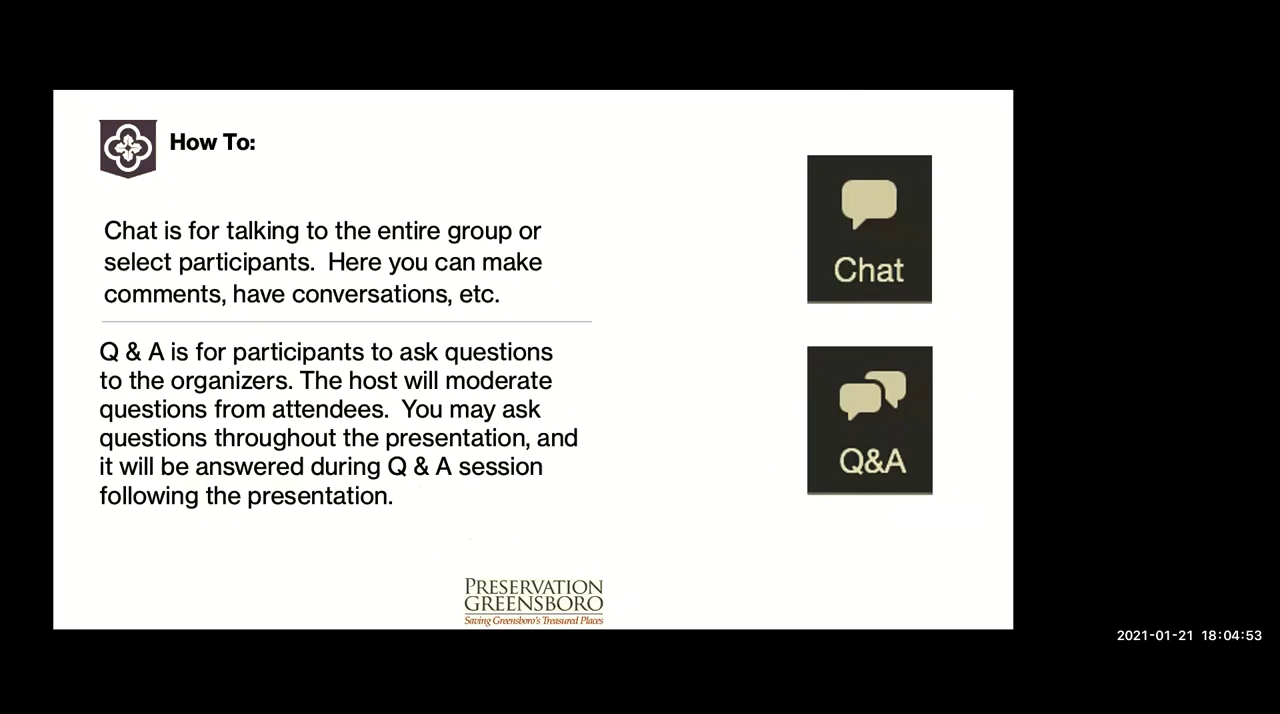 How To:
Chat is for talking to the entire group or
select participants.  Here you can make
comments, have conversations, etc.
Chat
Q & A is for participants to ask questions
to the organizers. The host will moderate
questions from attendees.  You may ask
questions throughout the presentation, and
it will be answered during Q & A session
following the presentation.
Q&A
PRESERVATION
GREENSBORO
Saving Greensboro's Treasured Places
2021-01-21 18:04:53